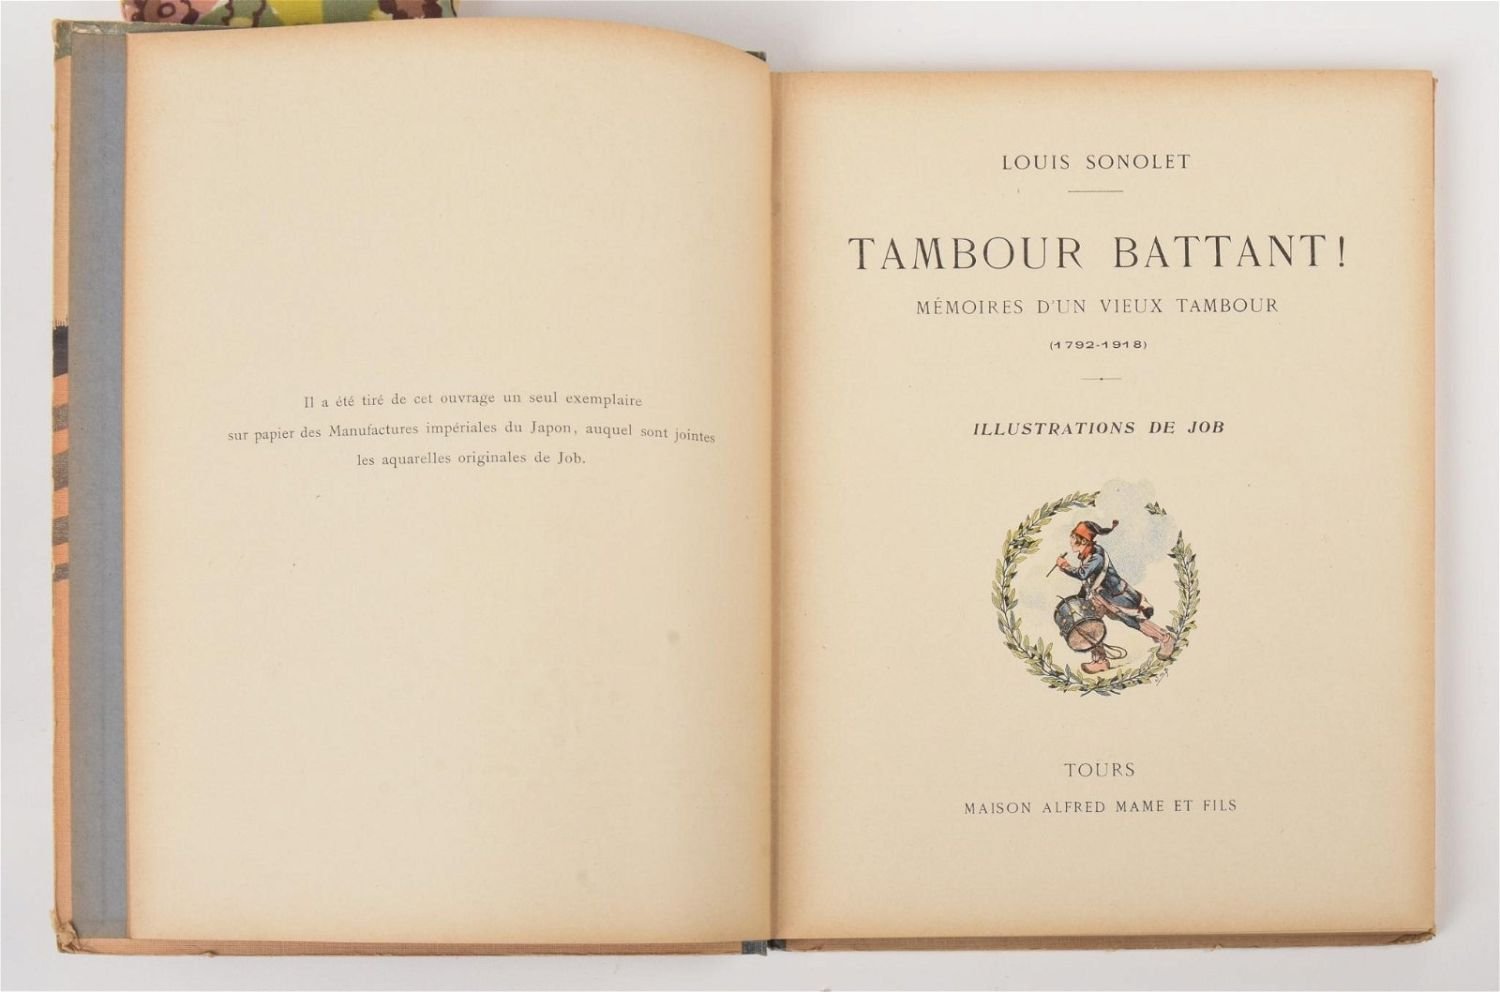 Il a été tiré de cet ouvrage un seul exemplaire
sur papier des Manufactures impériales du Japon, auquel sont jointes
les aquarelles originales de Job.
LOUIS SONOLET
TAMBOUR BATTANT!
MÉMOIRES D'UN VIEUX TAMBOUR
(1792-1918)
ILLUSTRATIONS DE JOB
TOURS
MAISON ALFRED MAME ET FILS